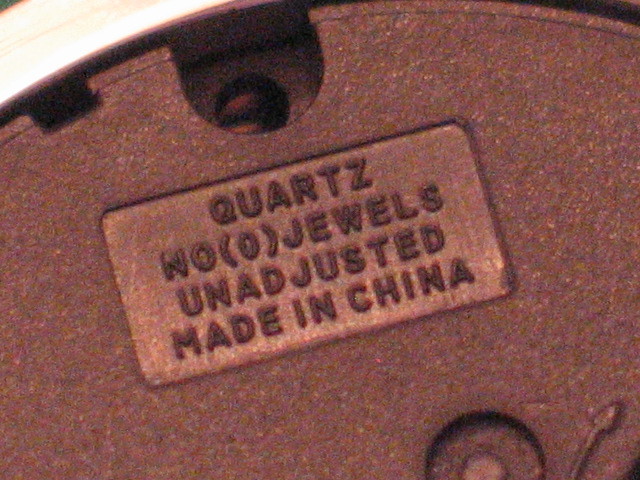 QUARTZ
NO(0)JEWELS
UNADJUSTED
MADE IN CHINA